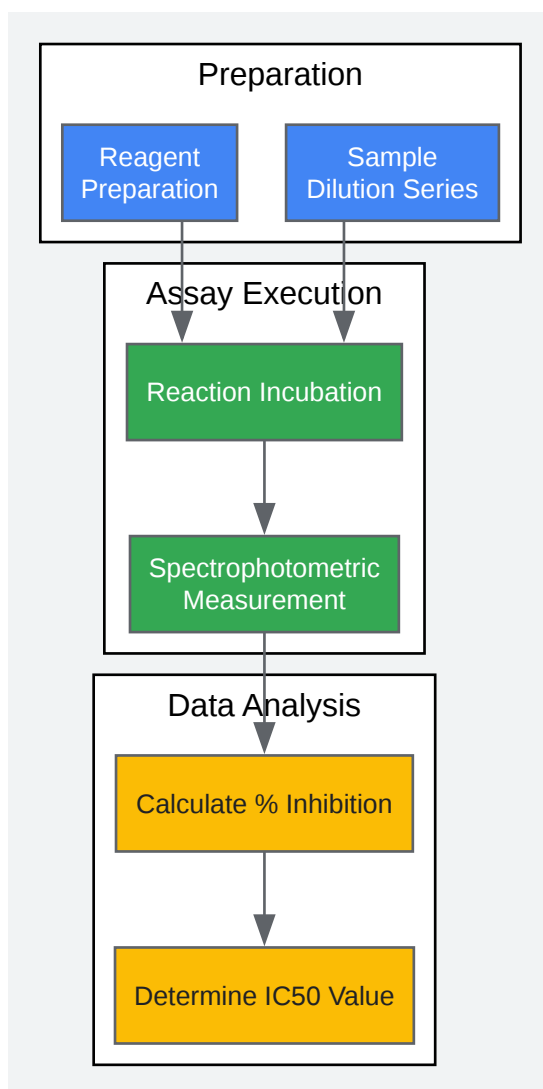 Preparation
Reagent
Preparation
Sample
Dilution Series
Assay Execution
Reaction Incubation
Spectrophotometric
Measurement
Data Analysis
Calculate % Inhibition
Determine IC50 Value